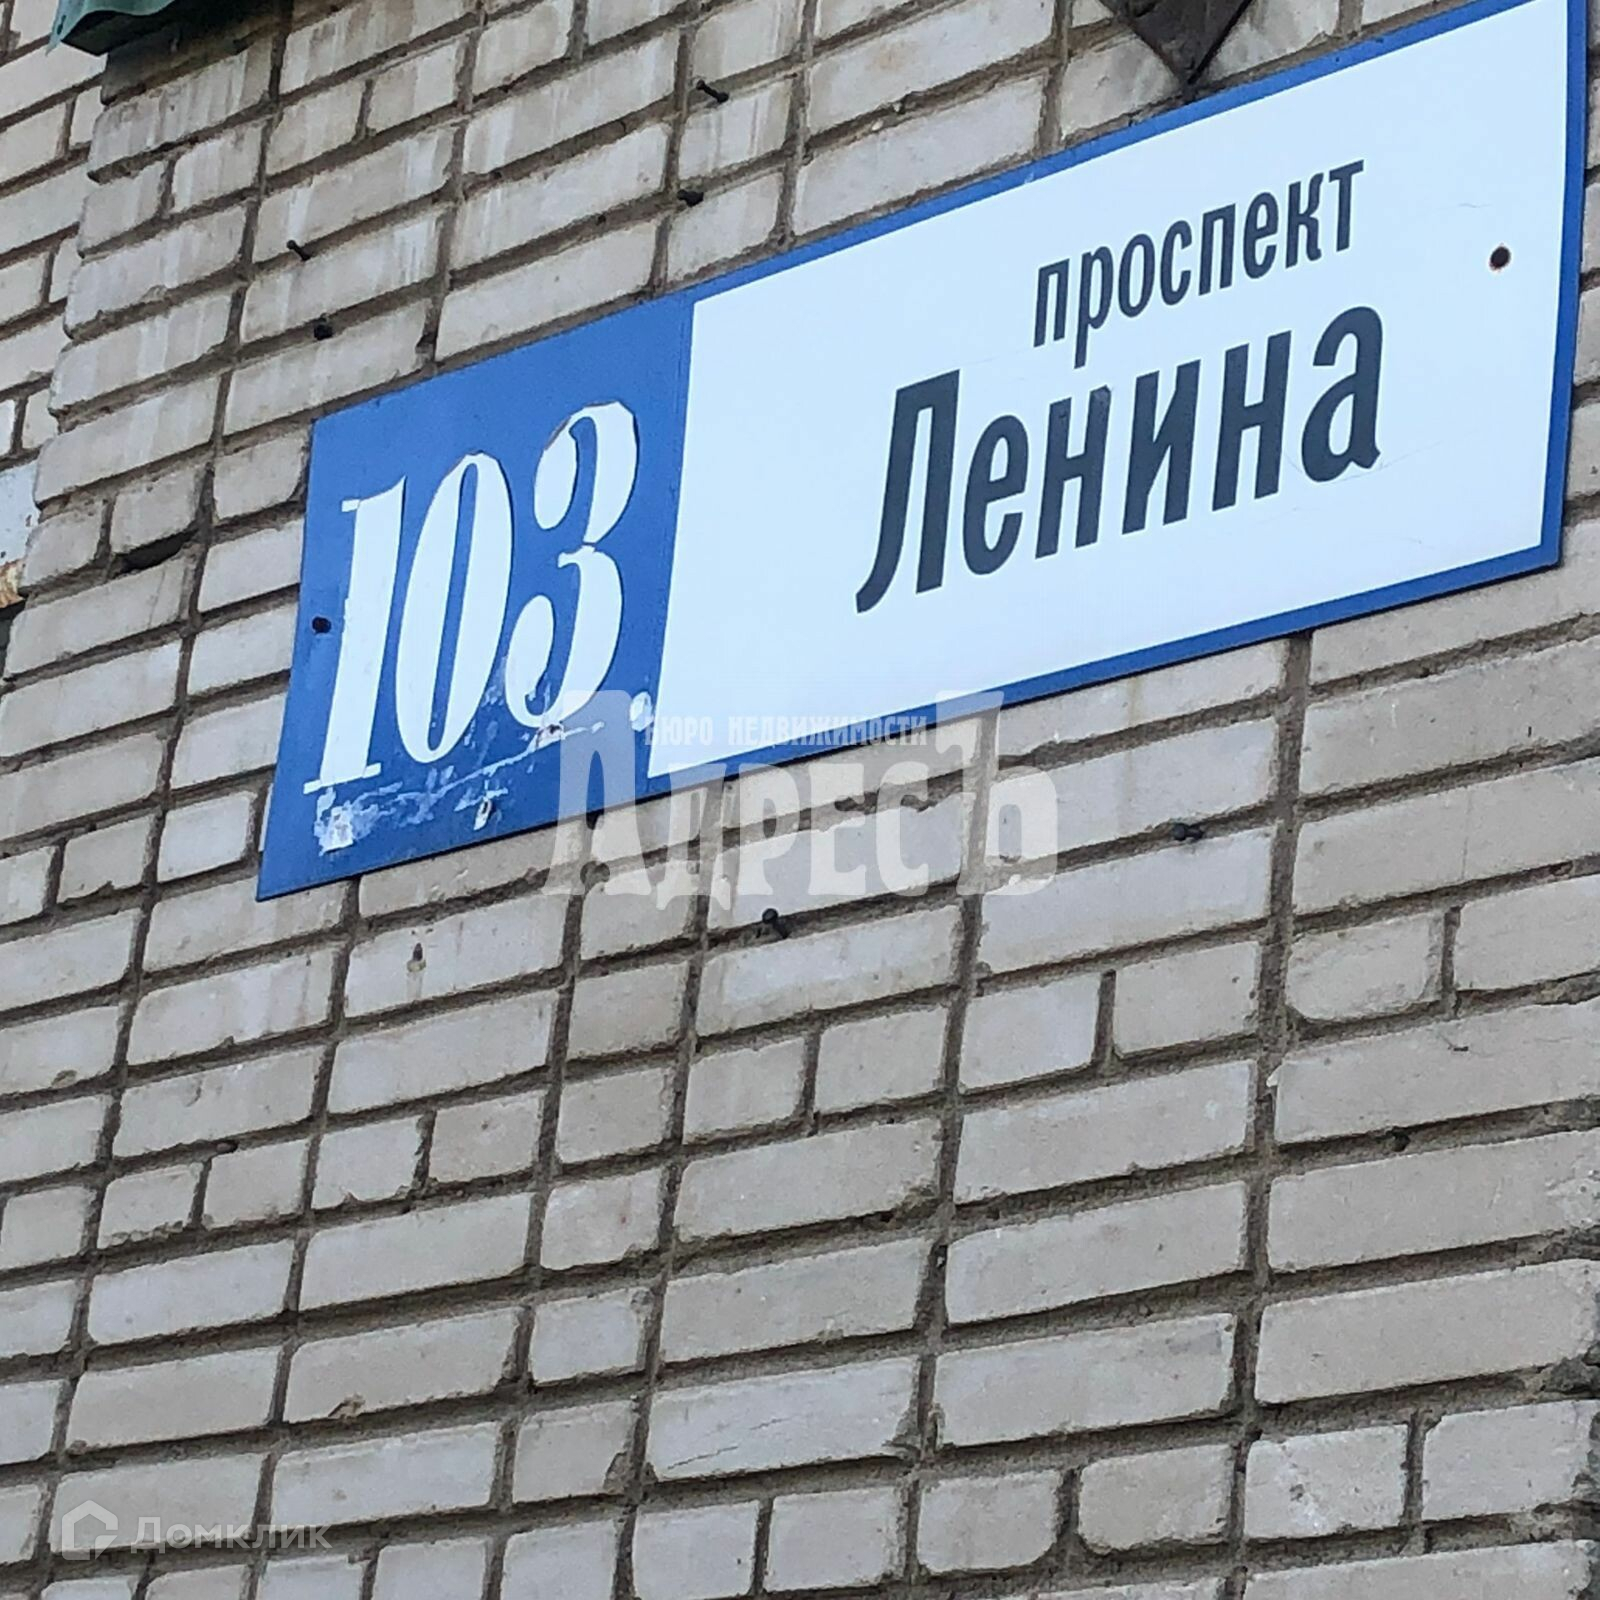 проспект
Ленина
103
БЮРО НЕДВИЖИМОСТИ
АдресЪ
Домклик